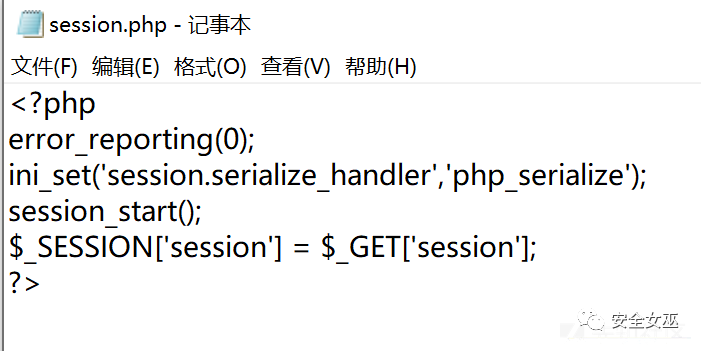 session.php - 记事本
文件(F) 编辑(E) 格式(O) 查看(V) 帮助(H)
<?php
error_reporting(0);
ini_set('session.serialize_handler','php_serialize');
session_start();
$_SESSION['session'] = $_GET['session'];
?>
安全女巫